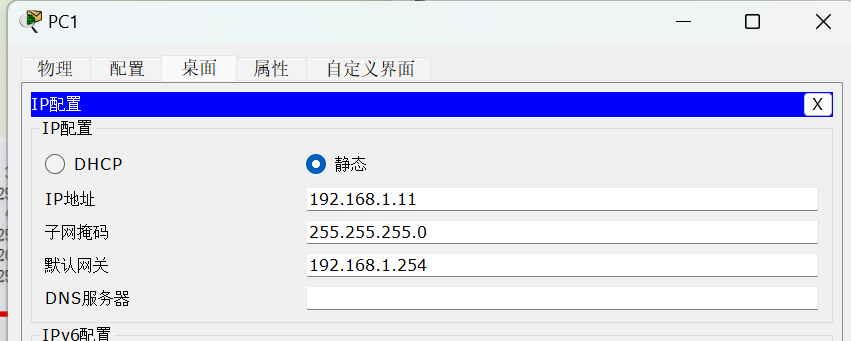 PC1
物理 配置 桌面 属性 自定义界面
IP配置 X
IP配置
DHCP 静态
IP地址 192.168.1.11
子网掩码 255.255.255.0
默认网关 192.168.1.254
DNS服务器
IPv6配置